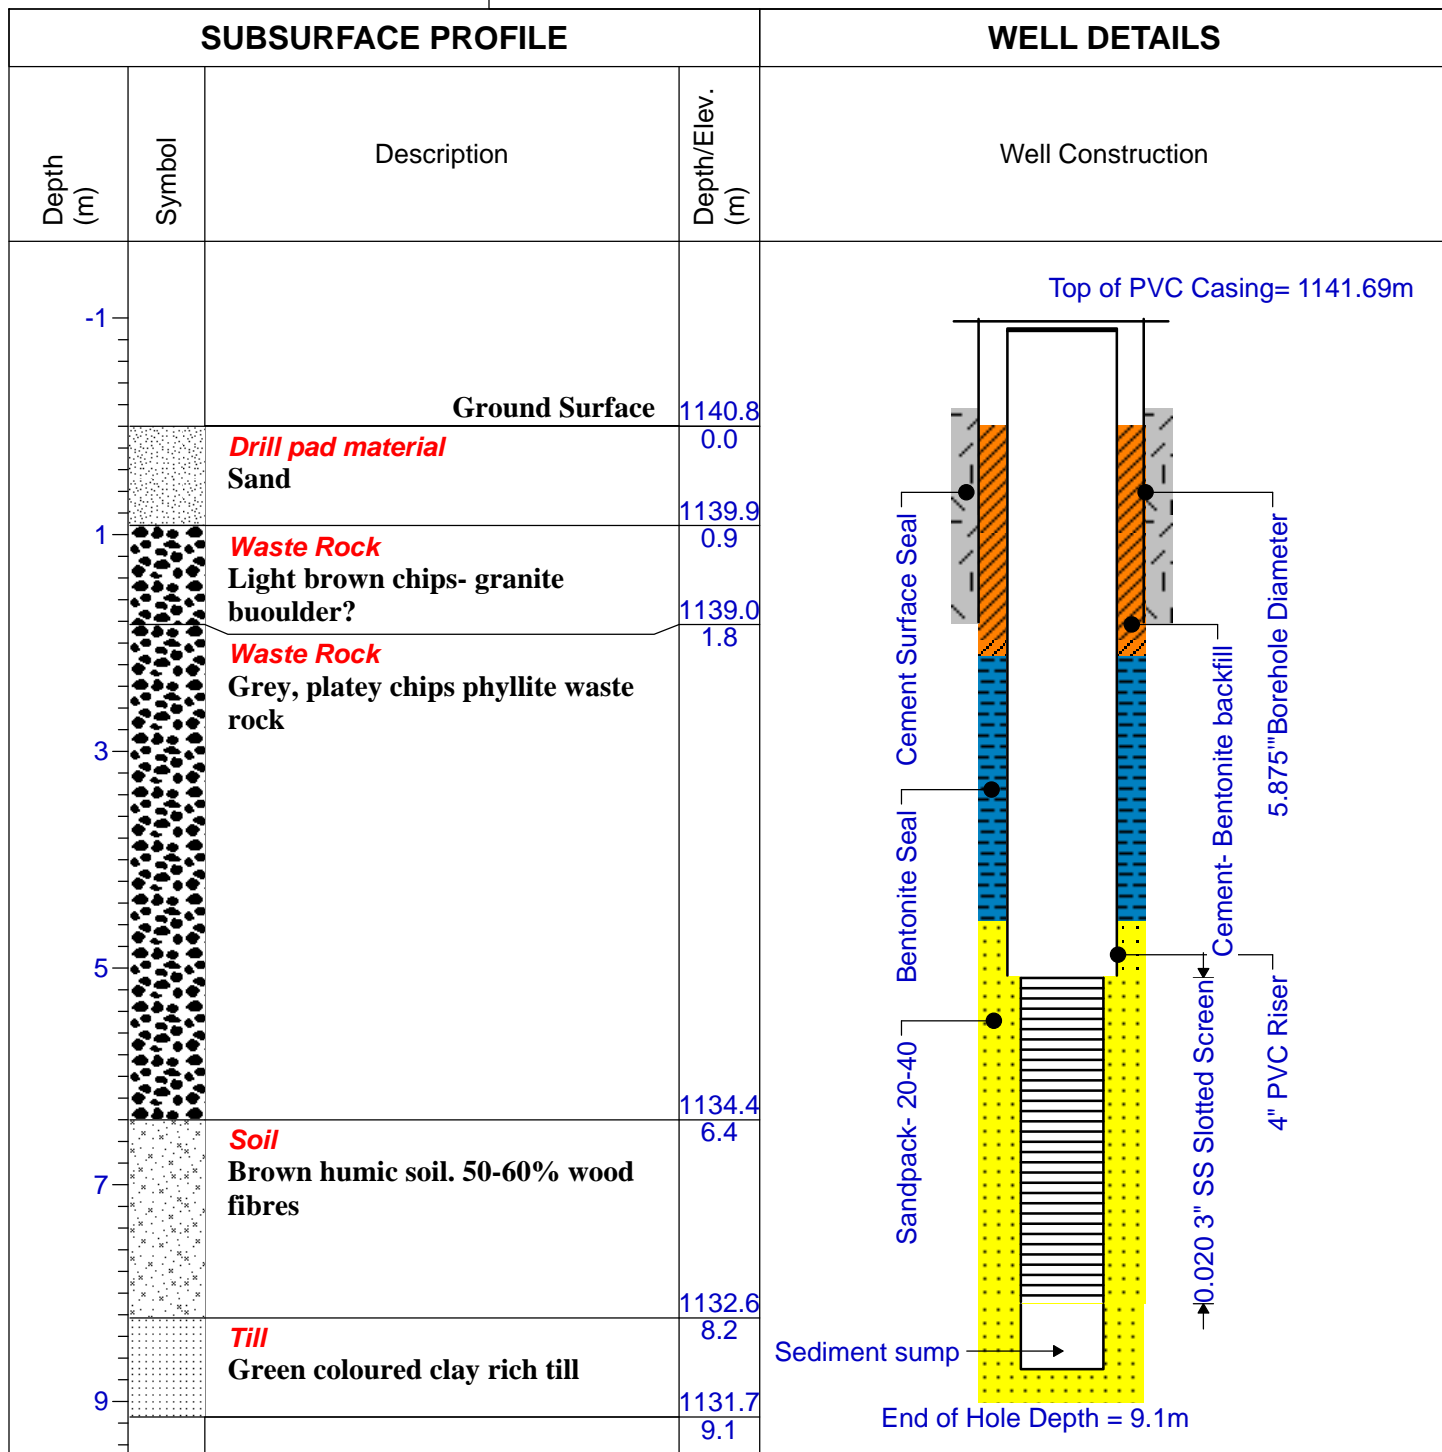 SUBSURFACE PROFILE
WELL DETAILS
Depth
(m)
Symbol
Description
Depth/Elev.
(m)
Well Construction
Top of PVC Casing= 1141.69m
-1
Ground Surface
1140.8
0.0
Drill pad material
Sand
1139.9
1
0.9
Waste Rock
Light brown chips- granite
buoulder?
1139.0
1.8
Waste Rock
Grey, platey chips phyllite waste
rock
3
5
1134.4
6.4
Soil
Brown humic soil. 50-60% wood
fibres
7
1132.6
8.2
Till
Green coloured clay rich till
9
1131.7
9.1
Cement Surface Seal
5.875'"Borehole Diameter
Cement- Bentonite backfill
Bentonite Seal
4" PVC Riser
0.020 3" SS Slotted Screen
Sandpack- 20-40
Sediment sump
End of Hole Depth = 9.1m